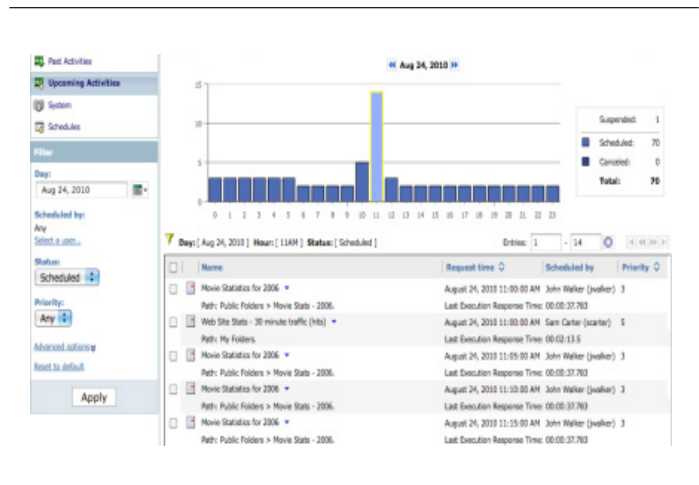 Past Activities
Upcoming Activities
System
Schedules
Filter
Day:
Aug 24, 2010
Scheduled by:
Any
Select a user...
Status:
Scheduled
Priority:
Any
Advanced options
Reset to default
Apply
Aug 24, 2010
15
10
5
0
0 1 2 3 4 5 6 7 8 9 10 11 12 13 14 15 16 17 18 19 20 21 22 23
Suspended: 1
Scheduled: 70
Canceled: 0
Total: 70
Day: [ Aug 24, 2010 ] Hour: [ 11AM ] Status: [ Scheduled ] Entries: 1 - 14
Name Request time Scheduled by Priority
Movie Statistics for 2006 August 24, 2010 11:00:00 AM John Walker (jwalker) 3
Path: Public Folders > Movie Stats - 2006. Last Execution Response Time: 00:00:37.763
Web Site Stats - 30 minute traffic (hits) August 24, 2010 11:00:00 AM Sam Carter (scarter) 5
Path: My Folders. Last Execution Response Time: 00:02:13.5
Movie Statistics for 2006 August 24, 2010 11:05:00 AM John Walker (jwalker) 3
Path: Public Folders > Movie Stats - 2006. Last Execution Response Time: 00:00:37.763
Movie Statistics for 2006 August 24, 2010 11:10:00 AM John Walker (jwalker) 3
Path: Public Folders > Movie Stats - 2006. Last Execution Response Time: 00:00:37.763
Movie Statistics for 2006 August 24, 2010 11:15:00 AM John Walker (jwalker) 3
Path: Public Folders > Movie Stats - 2006. Last Execution Response Time: 00:00:37.763